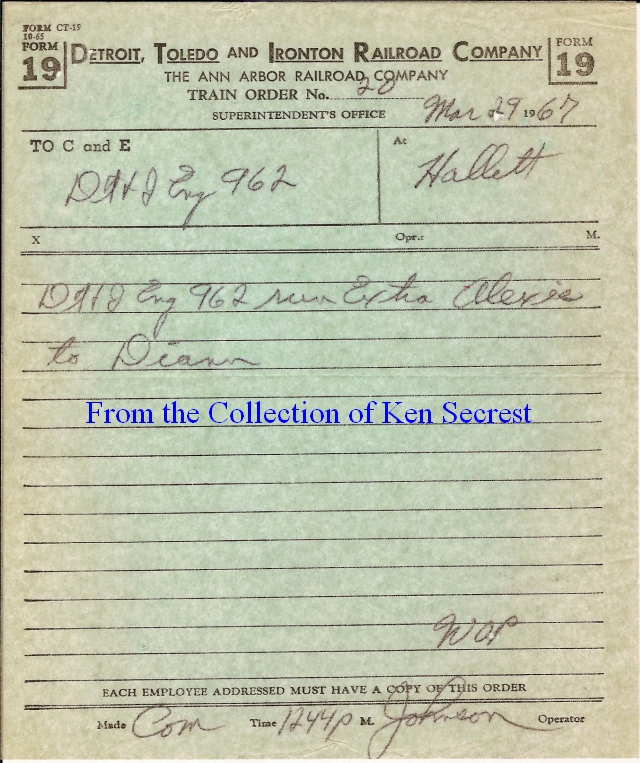 FORM CT-19
10-65
FORM 19
DETROIT, TOLEDO AND IRONTON RAILROAD COMPANY
FORM 19
THE ANN ARBOR RAILROAD COMPANY
TRAIN ORDER No. 20
SUPERINTENDENT'S OFFICE Mar 29 1967
TO C and E
DT&I Eng 962
At
Hallett
X Opr.: M.
DT&I Eng 962 run Extra Alexis
to Diann
From the Collection of Ken Secrest
WOP
EACH EMPLOYEE ADDRESSED MUST HAVE A COPY OF THIS ORDER
Made Com Time 1244p M. Johnson Operator